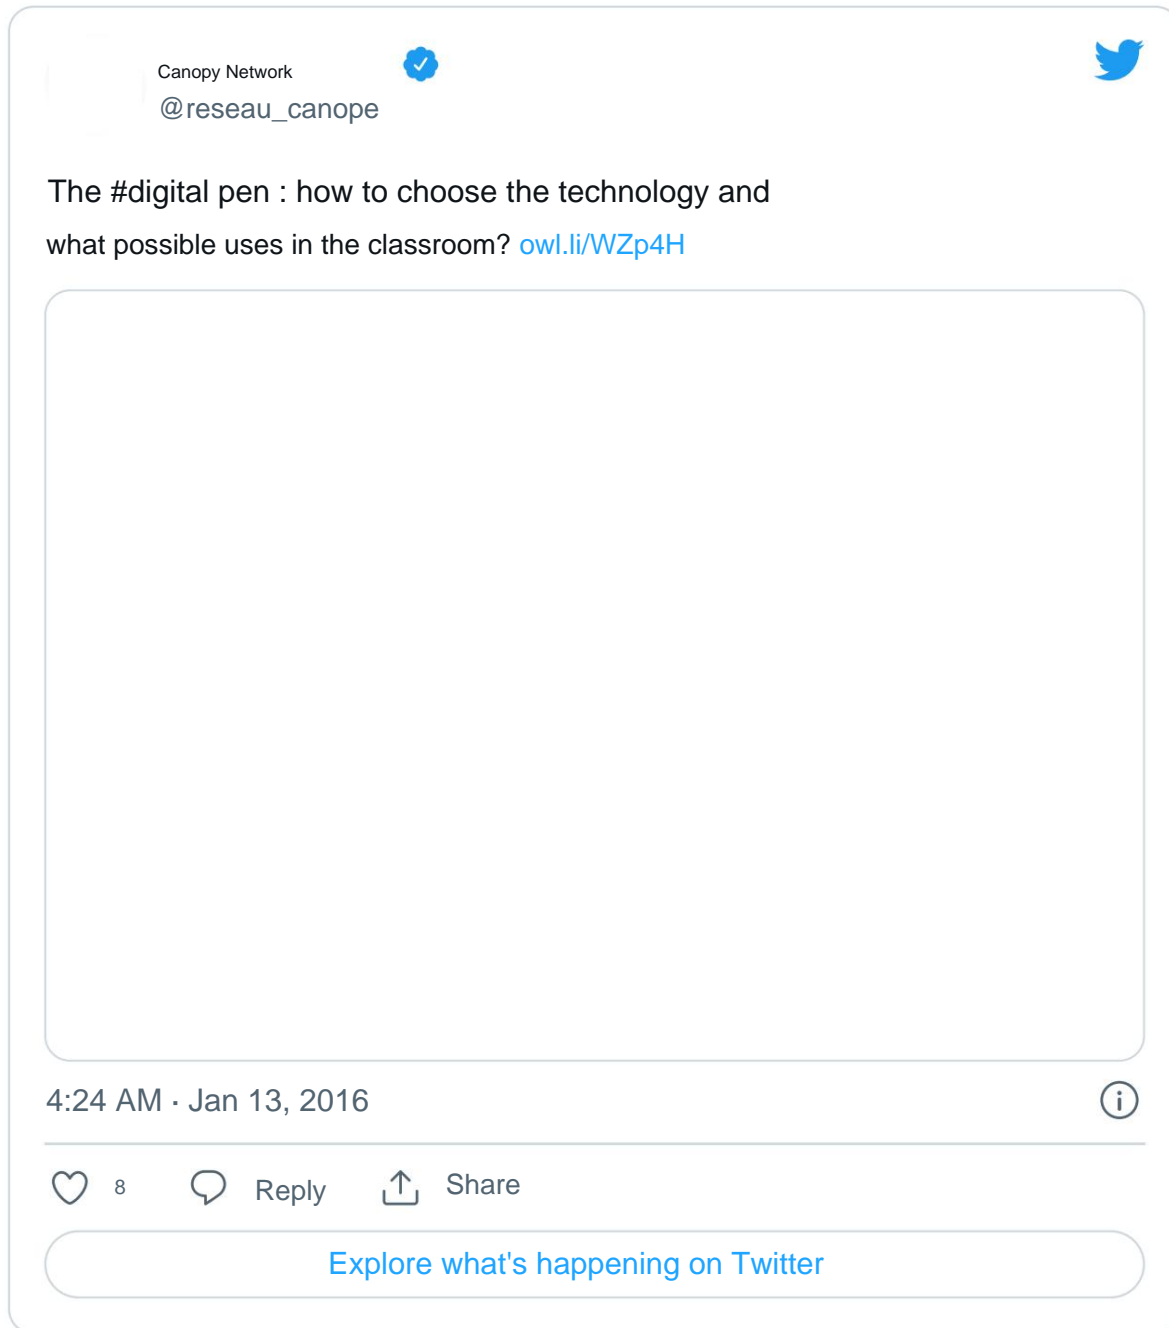 Canopy Network
@reseau_canope
The #digital pen : how to choose the technology and
what possible uses in the classroom? owl.li/WZp4H
4:24 AM · Jan 13, 2016
8 Reply Share
Explore what's happening on Twitter